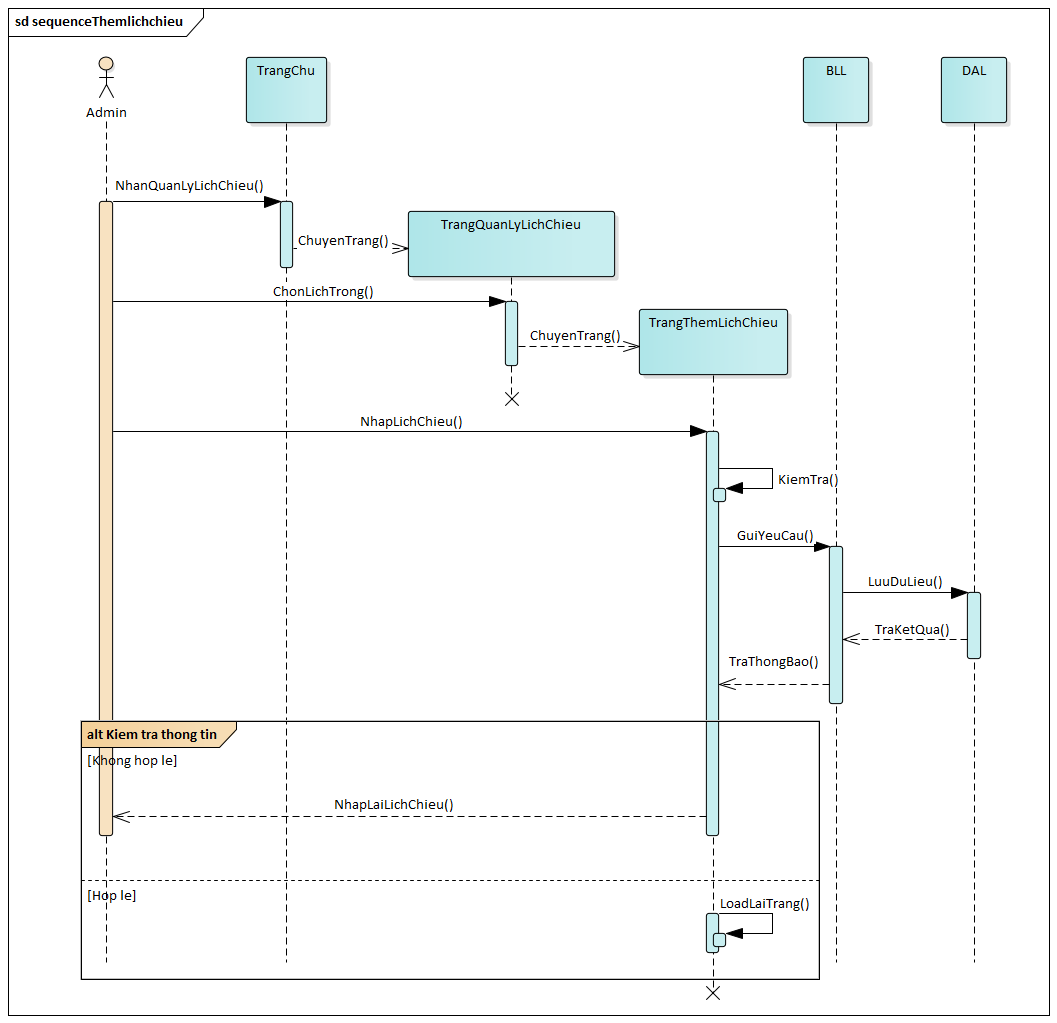 sd sequenceThemlichchieu
Admin
TrangChu
BLL
DAL
NhanQuanLyLichChieu()
TrangQuanLyLichChieu
ChuyenTrang()
ChonLichTrong()
TrangThemLichChieu
ChuyenTrang()
NhapLichChieu()
KiemTra()
GuiYeuCau()
LuuDuLieu()
TraKetQua()
TraThongBao()
alt Kiem tra thong tin
[Khong hop le]
NhapLaiLichChieu()
[Hop le]
LoadLaiTrang()